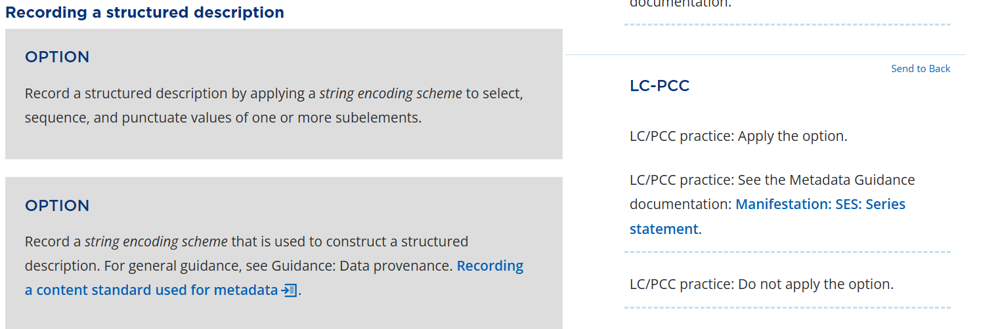 Recording a structured description
OPTION
Record a structured description by applying a string encoding scheme to select,
sequence, and punctuate values of one or more subelements.
OPTION
Record a string encoding scheme that is used to construct a structured
description. For general guidance, see Guidance: Data provenance. Recording
a content standard used for metadata.
documentation.
Send to Back
LC-PCC
LC/PCC practice: Apply the option.
LC/PCC practice: See the Metadata Guidance
documentation: Manifestation: SES: Series
statement.
LC/PCC practice: Do not apply the option.